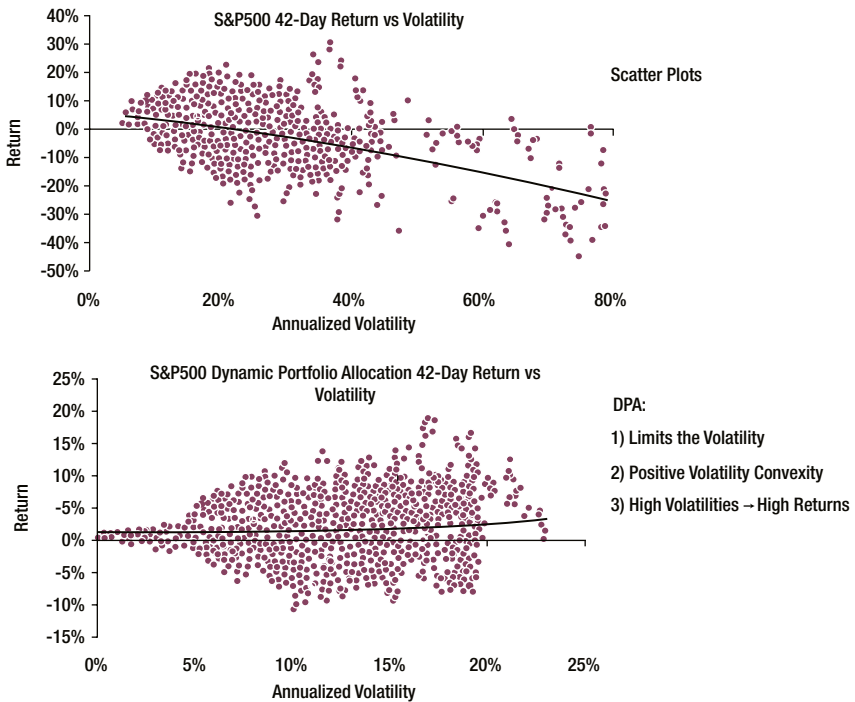 S&P500 42-Day Return vs Volatility
40%
30%
20%
10%
0%
-10%
-20%
-30%
-40%
-50%
Return
0% 20% 40% 60% 80%
Annualized Volatility
Scatter Plots
S&P500 Dynamic Portfolio Allocation 42-Day Return vs
Volatility
25%
20%
15%
10%
5%
0%
-5%
-10%
-15%
Return
0% 5% 10% 15% 20% 25%
Annualized Volatility
DPA:
1) Limits the Volatility
2) Positive Volatility Convexity
3) High Volatilities → High Returns